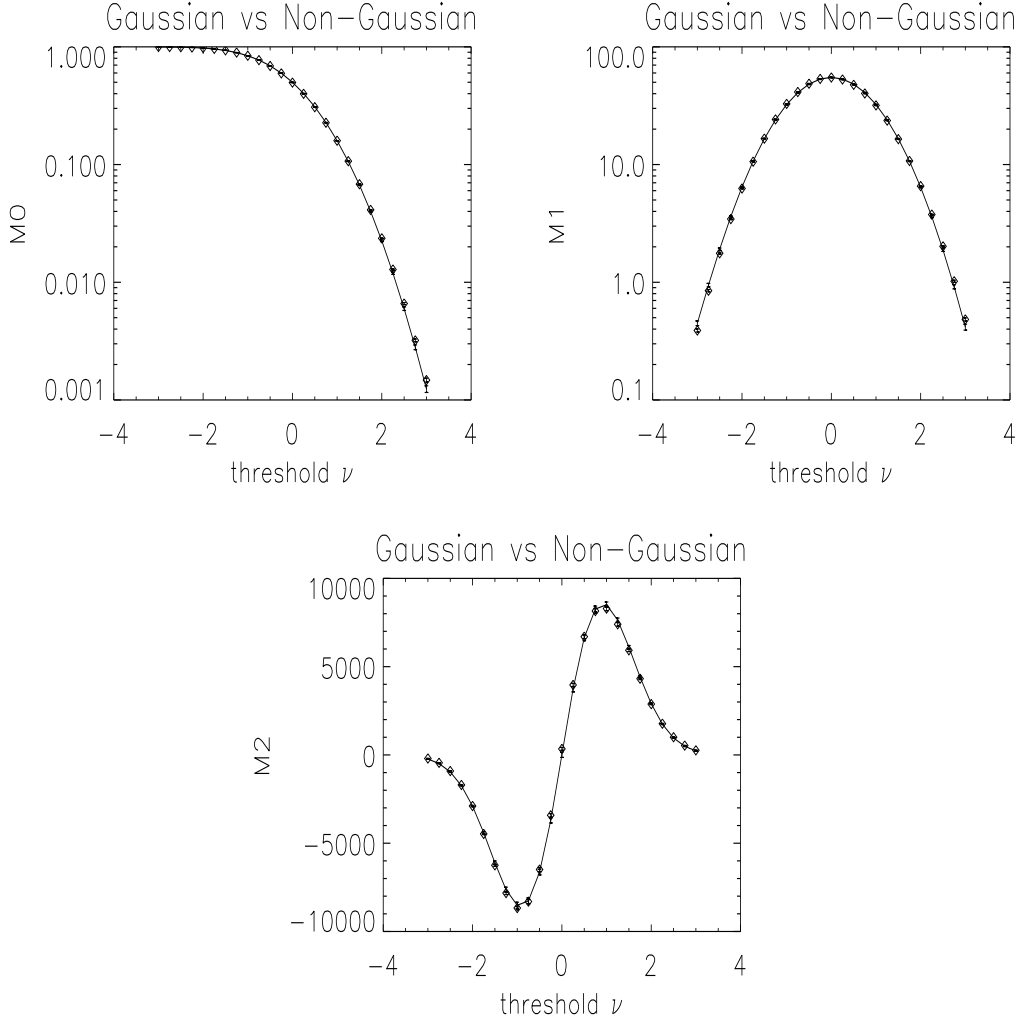 Gaussian vs Non-Gaussian
Gaussian vs Non-Gaussian
1.000
0.100
0.010
0.001
M0
-4 -2 0 2 4
threshold ν
100.0
10.0
1.0
0.1
M1
-4 -2 0 2 4
threshold ν
Gaussian vs Non-Gaussian
10000
5000
0
-5000
-10000
M2
-4 -2 0 2 4
threshold ν